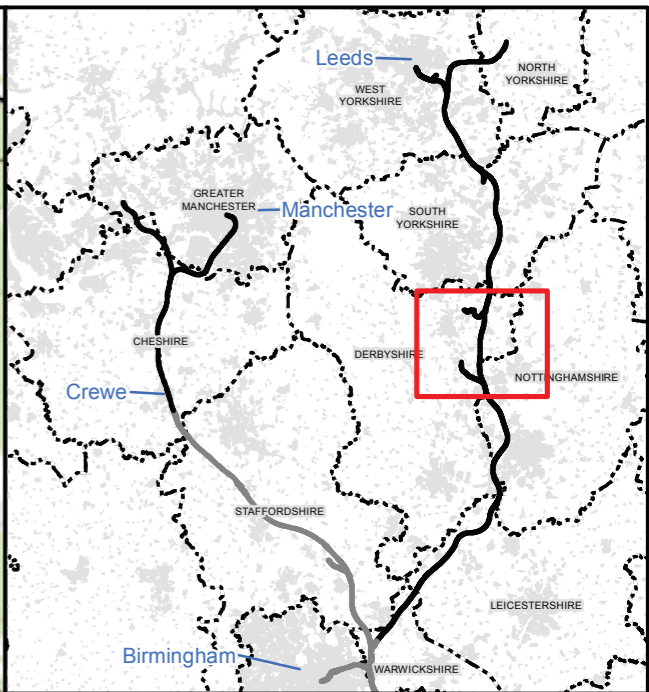 Leeds
NORTH
YORKSHIRE
WEST
YORKSHIRE
GREATER
MANCHESTER
Manchester
SOUTH
YORKSHIRE
CHESHIRE
DERBYSHIRE
NOTTINGHAMSHIRE
Crewe
STAFFORDSHIRE
LEICESTERSHIRE
Birmingham
WARWICKSHIRE